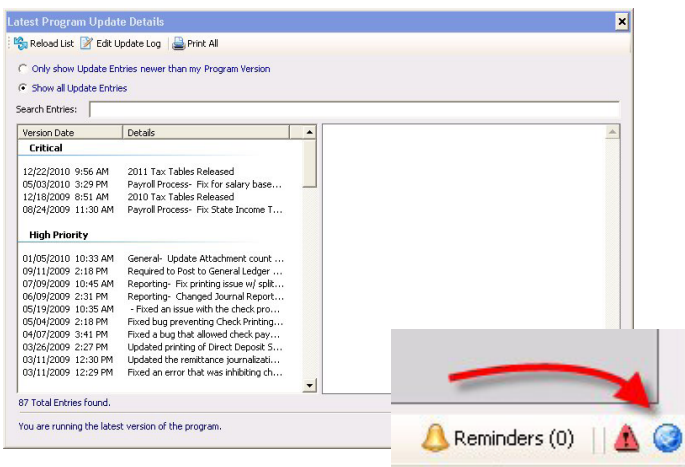 Latest Program Update Details
Reload List Edit Update Log Print All
Only show Update Entries newer than my Program Version
Show all Update Entries
Search Entries:
Version Date Details
Critical
12/22/2010 9:56 AM 2011 Tax Tables Released
05/03/2010 3:29 PM Payroll Process- Fix for salary base...
12/18/2009 8:51 AM 2010 Tax Tables Released
08/24/2009 11:30 AM Payroll Process- Fix State Income T...
High Priority
01/05/2010 10:33 AM General- Update Attachment count ...
09/11/2009 2:18 PM Required to Post to General Ledger ...
07/09/2009 10:45 AM Reporting- Fix printing issue w/ split...
06/09/2009 2:31 PM Reporting- Changed Journal Report...
05/19/2009 10:35 AM - Fixed an issue with the check pro...
05/04/2009 2:18 PM Fixed bug preventing Check Printing...
04/07/2009 3:41 PM Fixed a bug that allowed check pay...
03/26/2009 2:27 PM Updated printing of Direct Deposit S...
03/11/2009 12:30 PM Updated the remittance journalizati...
03/11/2009 12:29 PM Fixed an error that was inhibiting ch...
87 Total Entries found.
You are running the latest version of the program.
Reminders (0)